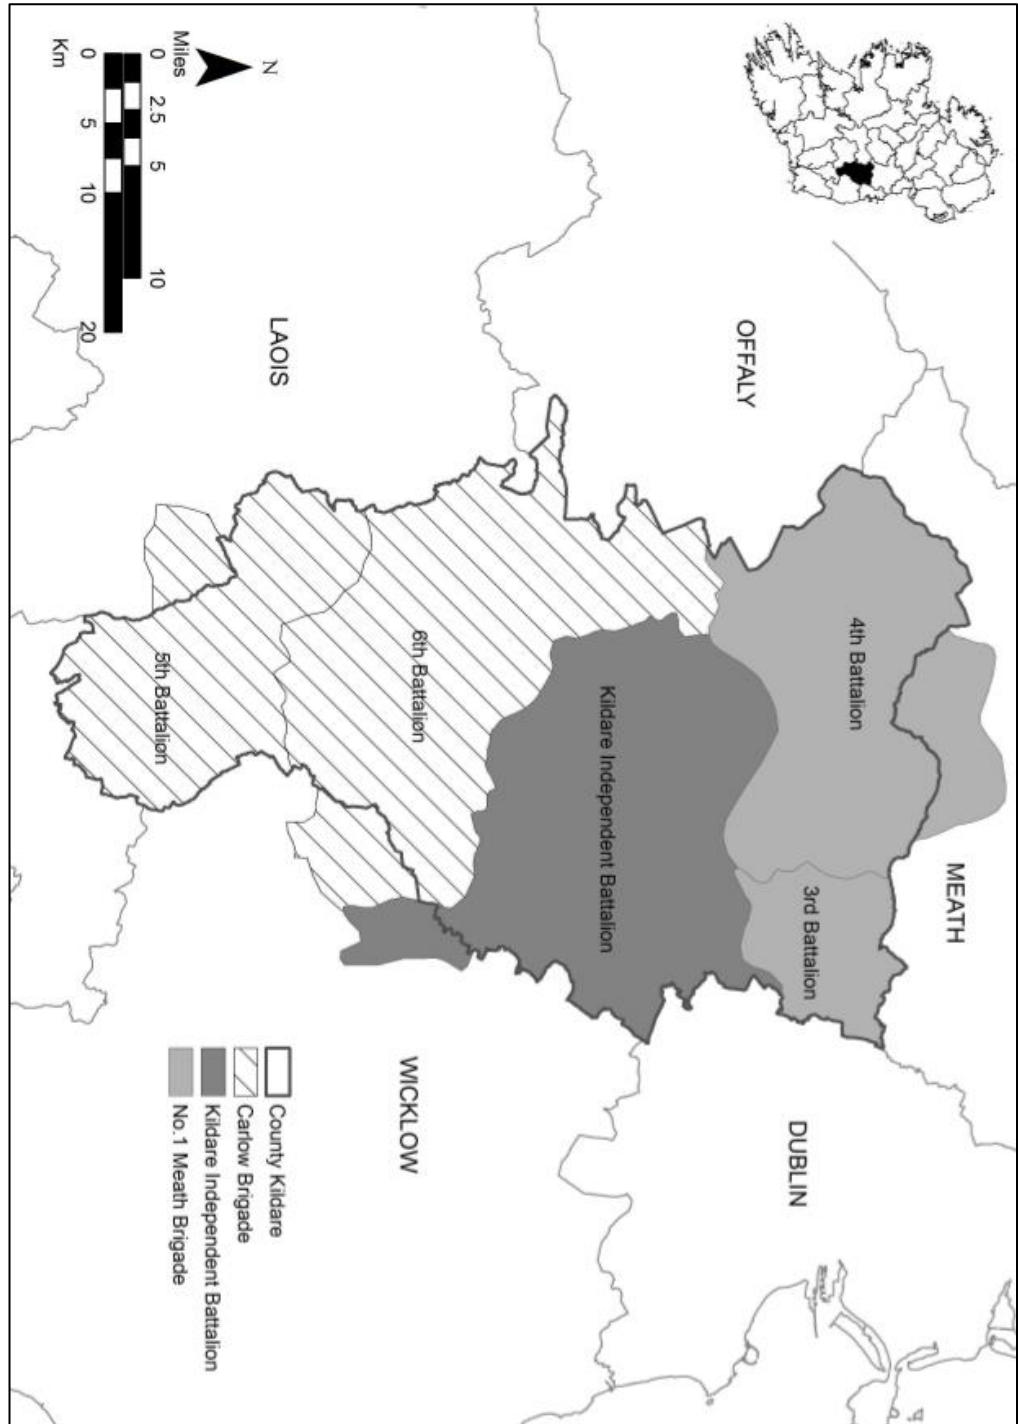 N
Miles
0
2.5
5
10
0
5
10
20
Km
MEATH
OFFALY
DUBLIN
4th Battalion
3rd Battalion
Kildare Independent Battalion
6th Battalion
WICKLOW
LAOIS
5th Battalion
County Kildare
Carlow Brigade
Kildare Independent Battalion
No.1 Meath Brigade